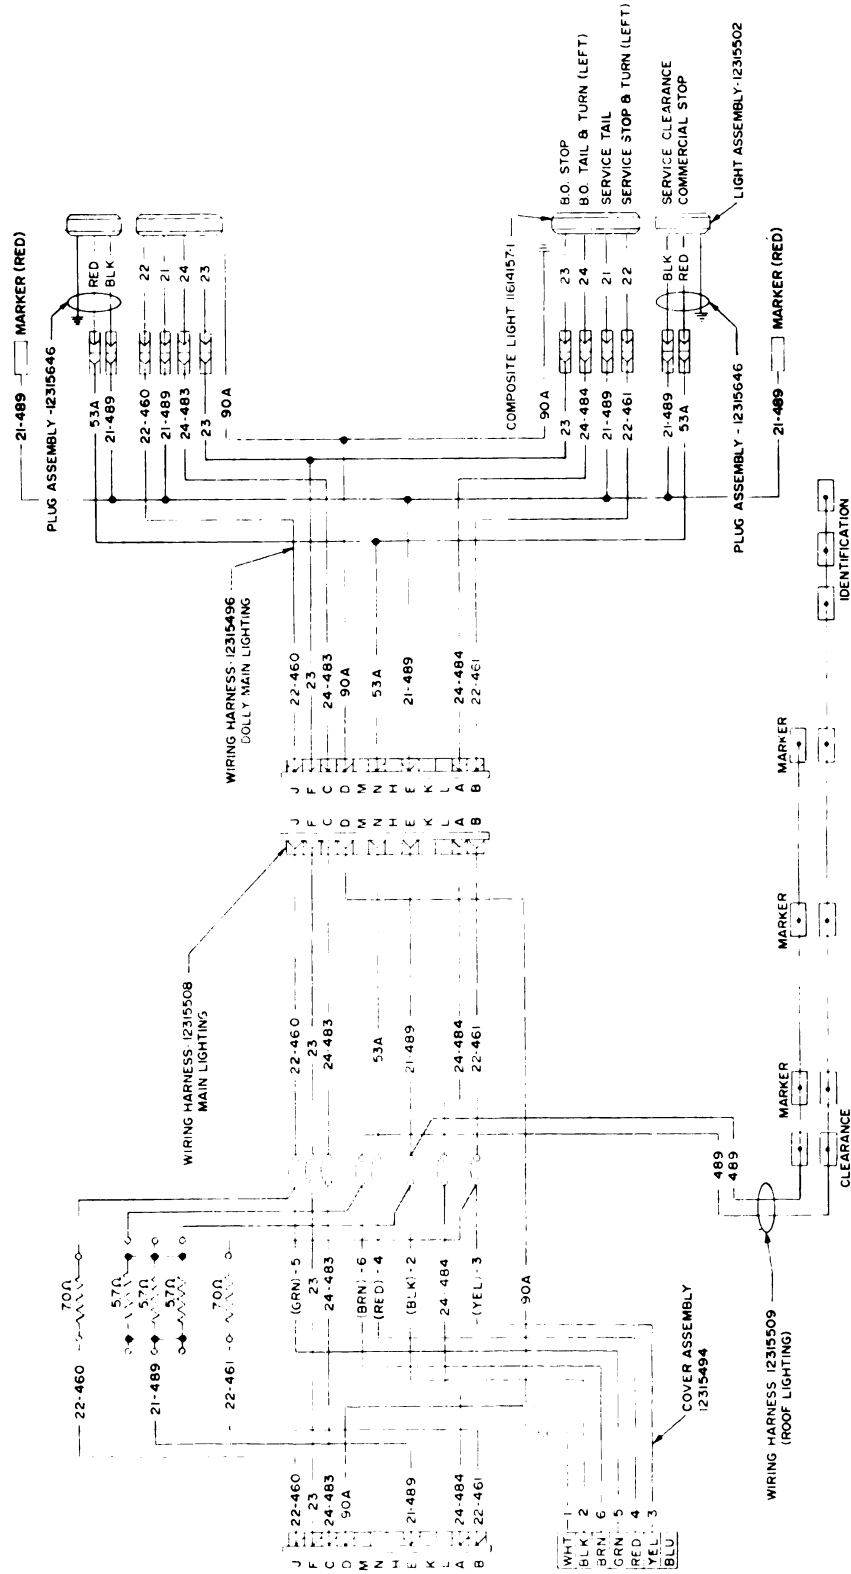 21-489
MARKER (RED)
PLUG ASSEMBLY -12315646
53A
RED
21-489
BLK
22-460
22
21-489
21
24-483
24
23
23
90A
COMPOSITE LIGHT 11614157-1
90A
23
23
B.O. STOP
24-484
24
B.O. TAIL & TURN (LEFT)
21-489
21
SERVICE TAIL
22-461
22
SERVICE STOP & TURN (LEFT)
21-489
BLK
SERVICE CLEARANCE
53A
RED
COMMERCIAL STOP
LIGHT ASSEMBLY-12315502
PLUG ASSEMBLY - 12315646
21-489
MARKER (RED)
WIRING HARNESS-12315496
DOLLY MAIN LIGHTING
22-460
23
24-483
90A
53A
21-489
24-484
22-461
J
F
C
D
M
N
H
E
K
L
A
B
J
F
C
D
M
N
H
E
K
L
A
B
WIRING HARNESS-12315508
MAIN LIGHTING
22-460
23
24-483
53A
21-489
24-484
22-461
70Ω
57Ω
57Ω
57Ω
70Ω
22-460
21-489
22-461
(GRN)-5
23
24-483
(BRN)-6
(RED)-4
(BLK)-2
24-484
(YEL)-3
90A
J
F
C
D
M
N
H
E
K
L
A
B
22-460
23
24-483
90A
21-489
24-484
22-461
WHT 1
BLK 2
BRN 6
GRN 5
RED 4
YEL 3
BLU
COVER ASSEMBLY
12315494
489
489
WIRING HARNESS 12315509
(ROOF LIGHTING)
CLEARANCE
MARKER
MARKER
MARKER
IDENTIFICATION